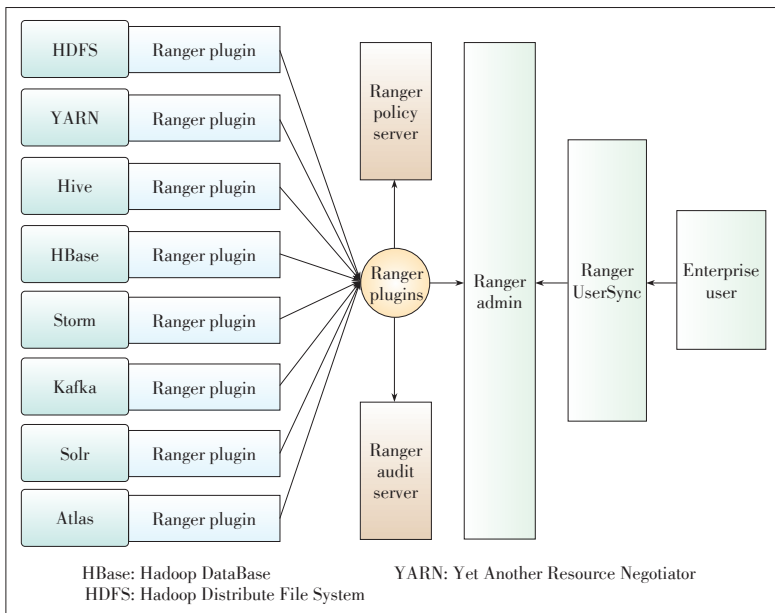 HDFS Ranger plugin
YARN Ranger plugin
Hive Ranger plugin
HBase Ranger plugin
Storm Ranger plugin
Kafka Ranger plugin
Solr Ranger plugin
Atlas Ranger plugin
Ranger
policy
server
Ranger
plugins
Ranger
audit
server
Ranger
admin
Ranger
UserSync
Enterprise
user
HBase: Hadoop DataBase
YARN: Yet Another Resource Negotiator
HDFS: Hadoop Distribute File System